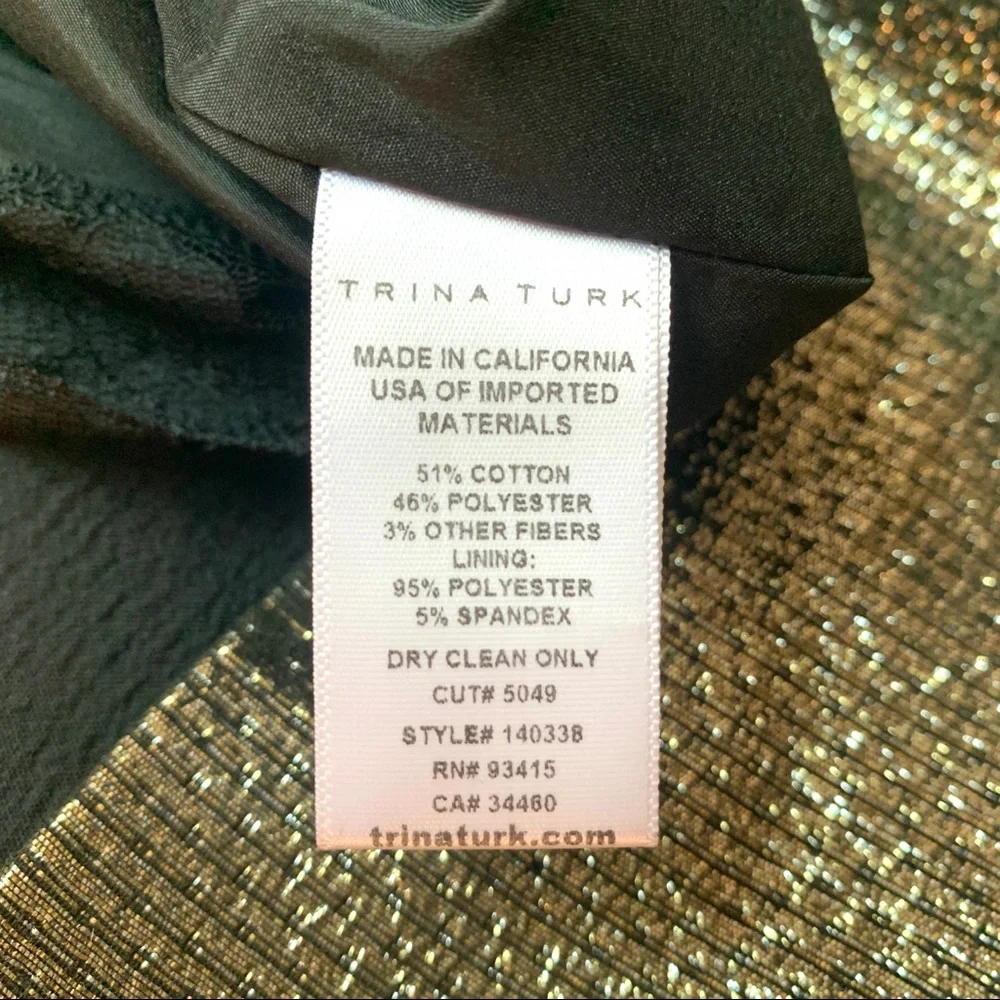 TRINA TURK
MADE IN CALIFORNIA
USA OF IMPORTED
MATERIALS
51% COTTON
46% POLYESTER
3% OTHER FIBERS
LINING:
95% POLYESTER
5% SPANDEX
DRY CLEAN ONLY
CUT# 5049
STYLE# 140338
RN# 93415
CA# 34460
trinaturk.com